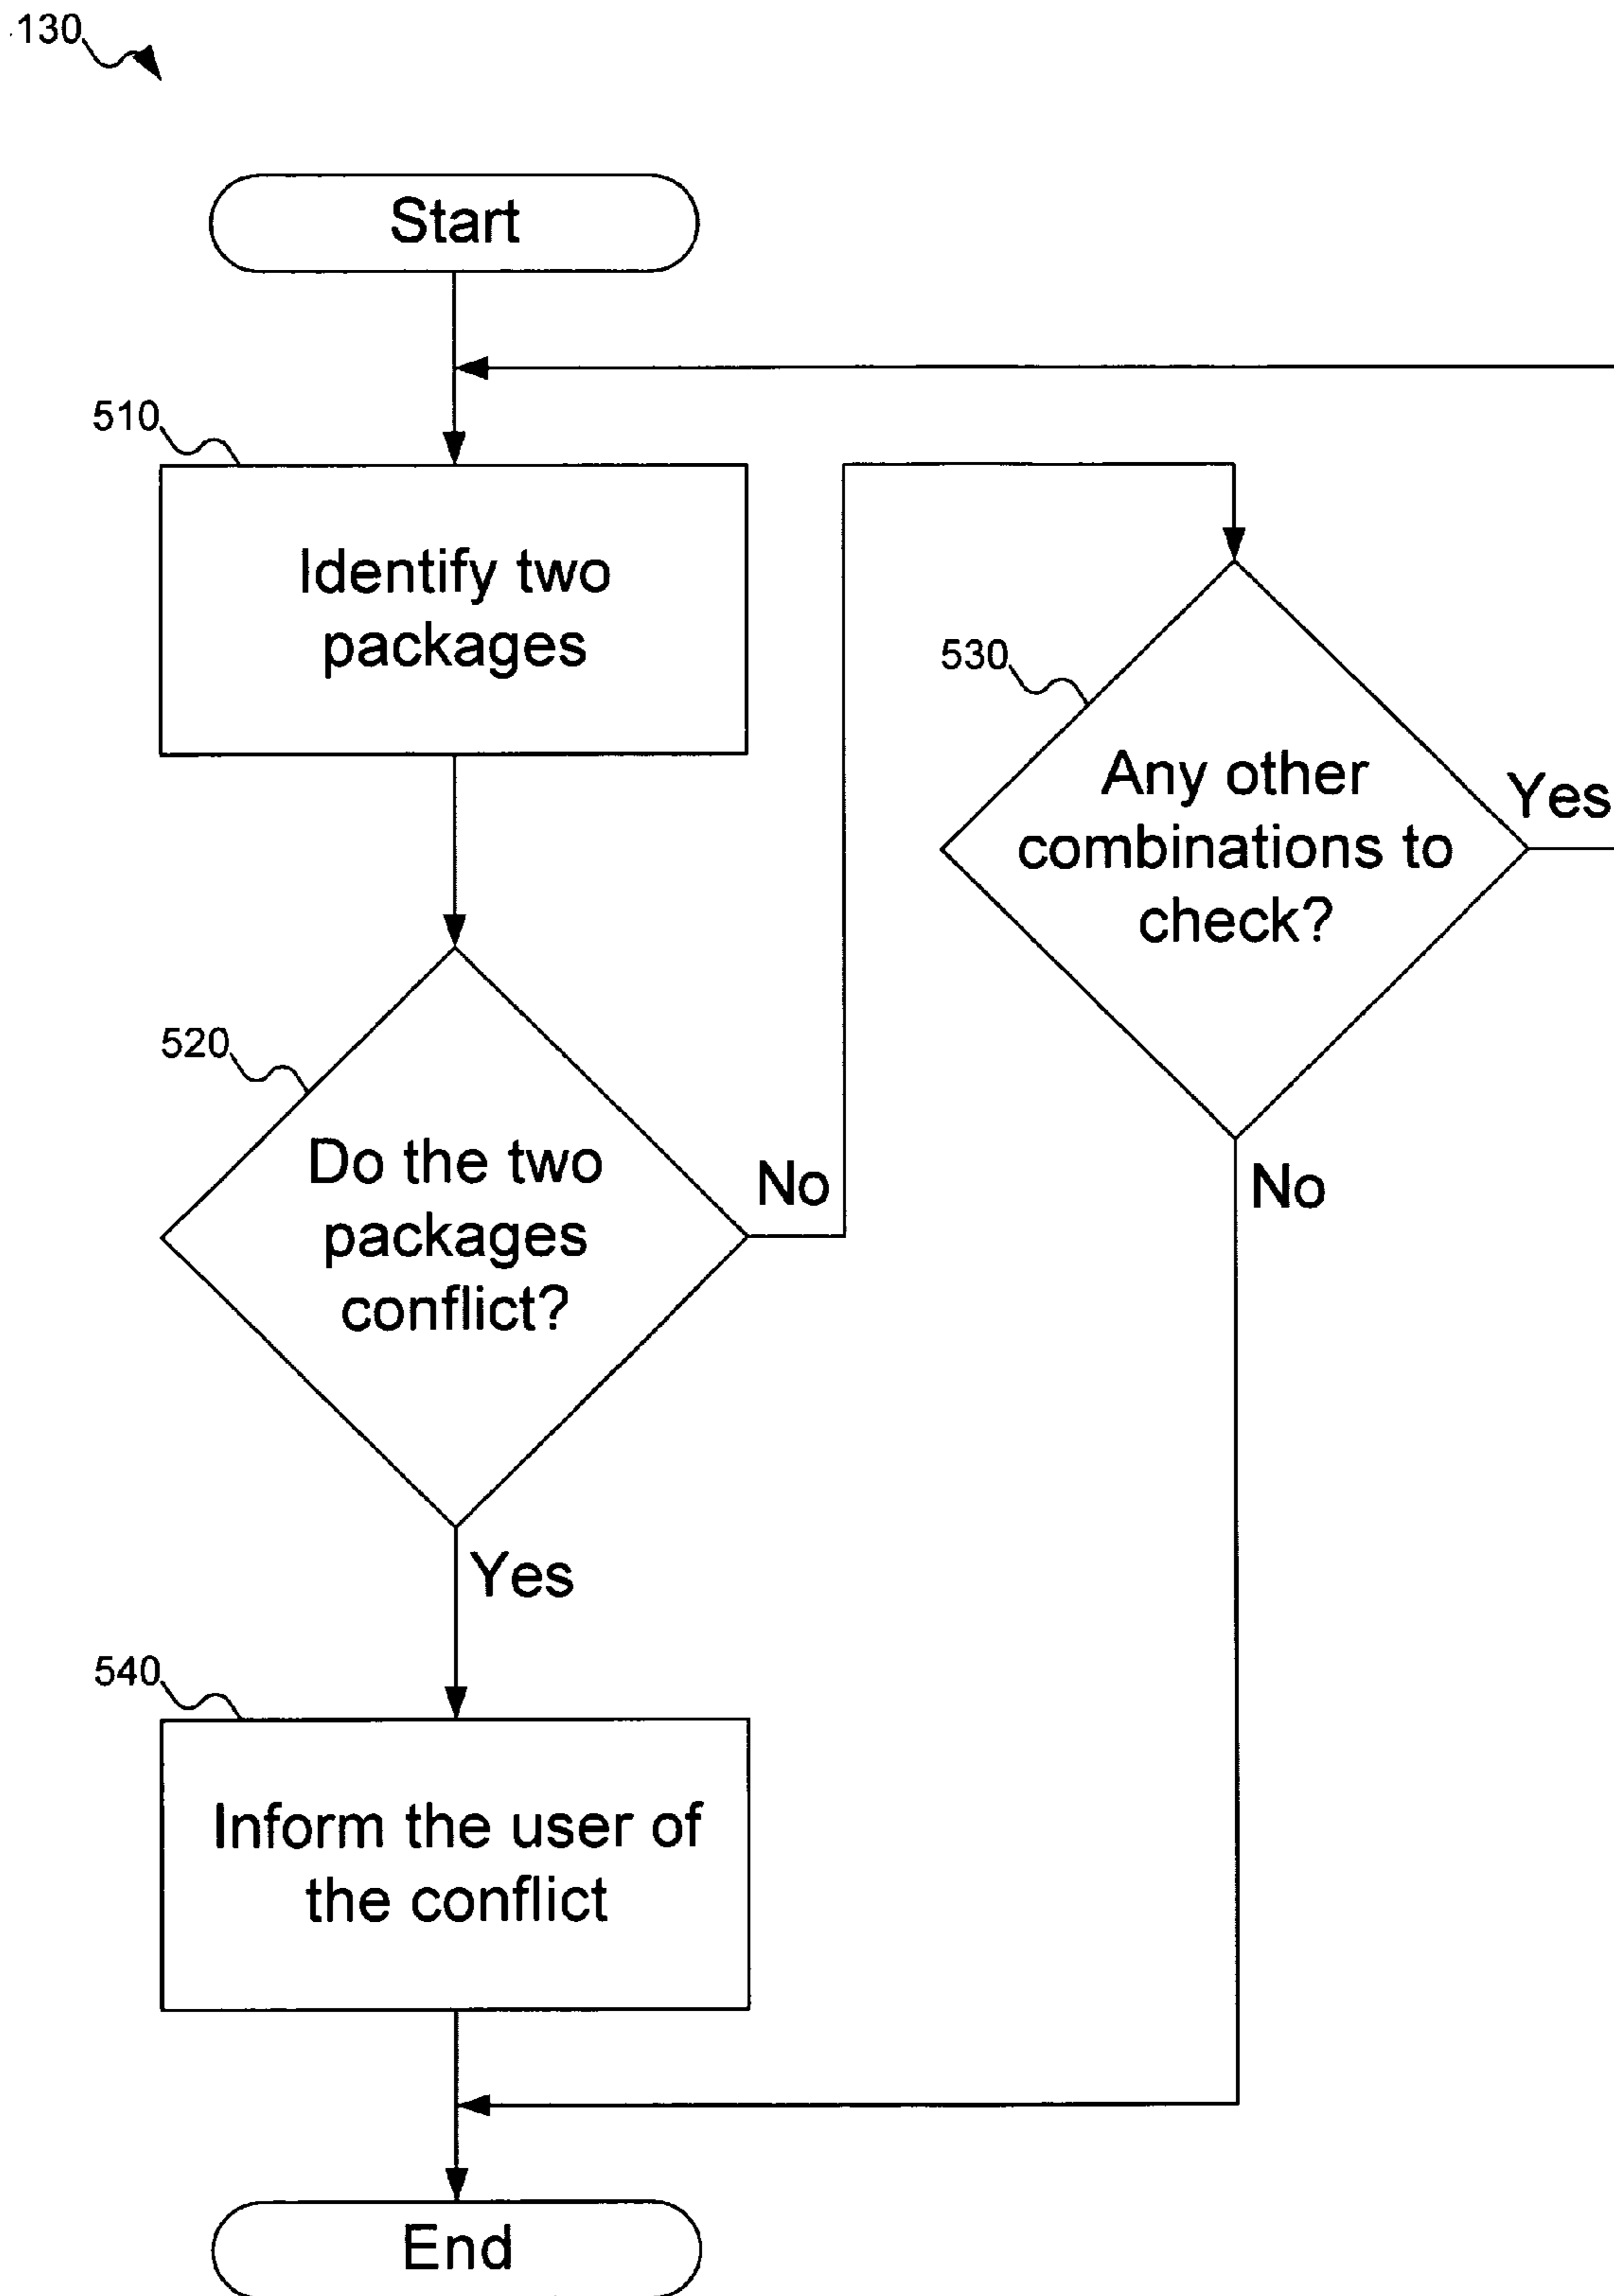 130
Start
510
Identify two
packages
530
Any other
combinations to
check?
Yes
520
Do the two
packages
conflict?
No
No
Yes
540
Inform the user of
the conflict
End